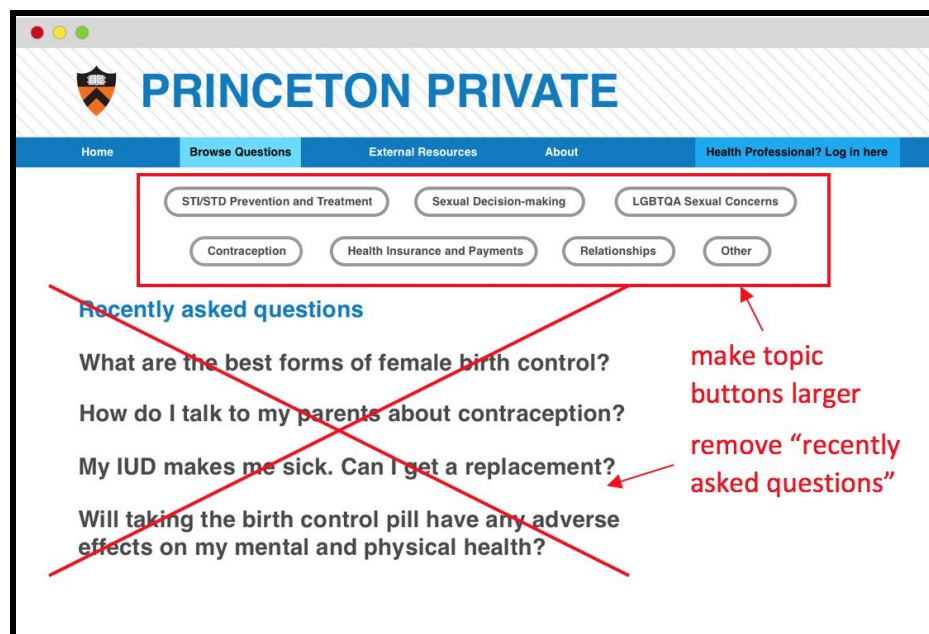 PRINCETON PRIVATE
Home Browse Questions External Resources About Health Professional? Log in here
STI/STD Prevention and Treatment Sexual Decision-making LGBTQA Sexual Concerns
Contraception Health Insurance and Payments Relationships Other
Recently asked questions
What are the best forms of female birth control?
How do I talk to my parents about contraception?
My IUD makes me sick. Can I get a replacement?
Will taking the birth control pill have any adverse
effects on my mental and physical health?
make topic
buttons larger
remove “recently
asked questions”